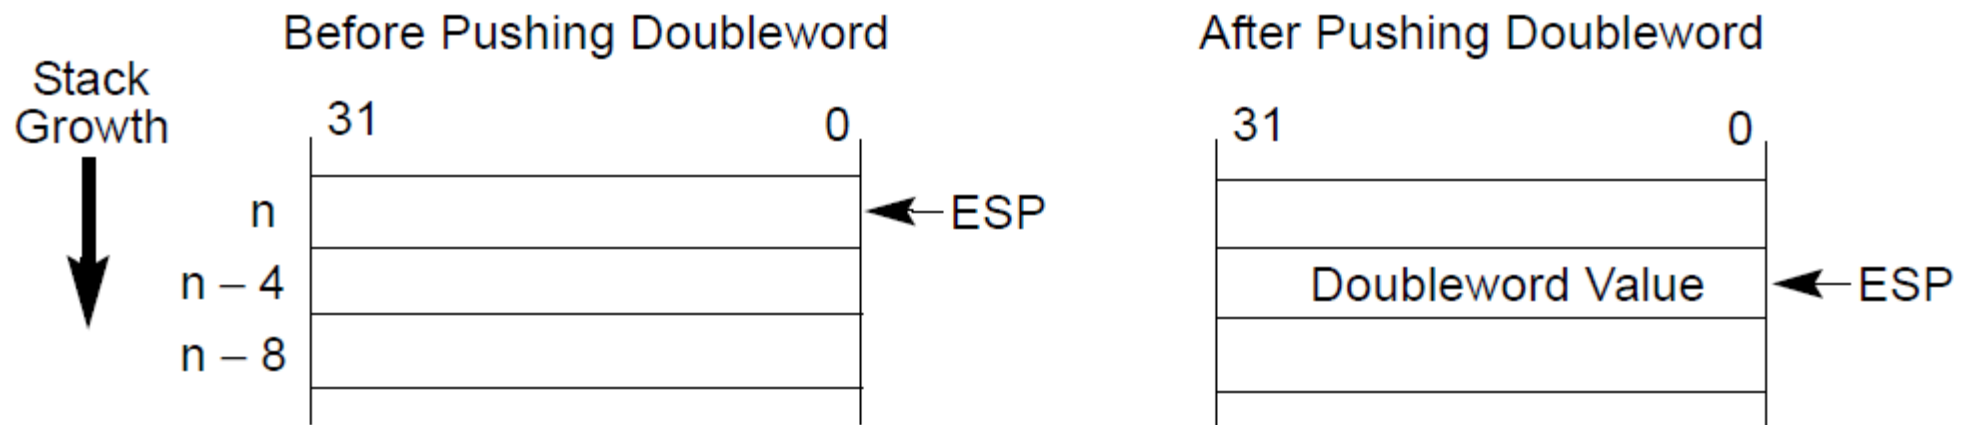 Before Pushing Doubleword
After Pushing Doubleword
Stack
Growth
31
0
31
0
n
ESP
n – 4
Doubleword Value
ESP
n – 8